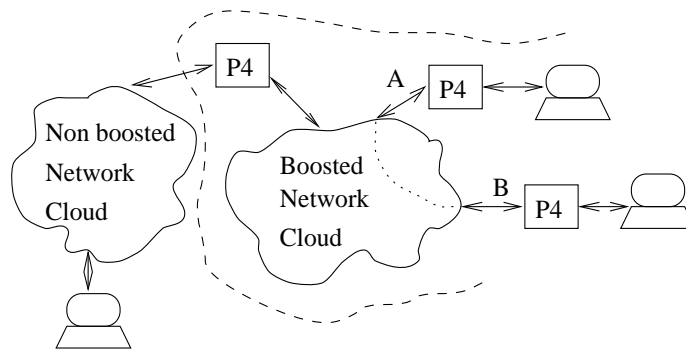 P4
A
P4
Non boosted
Network
Cloud
Boosted
Network
Cloud
B
P4